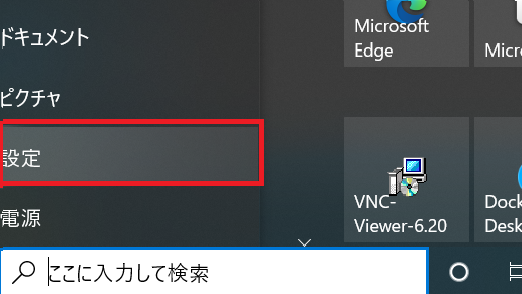 ドキュメント
ピクチャ
設定
電源
ここに入力して検索
Microsoft
Edge
Micr
VNC-
Viewer-6.20
Dock
Desk